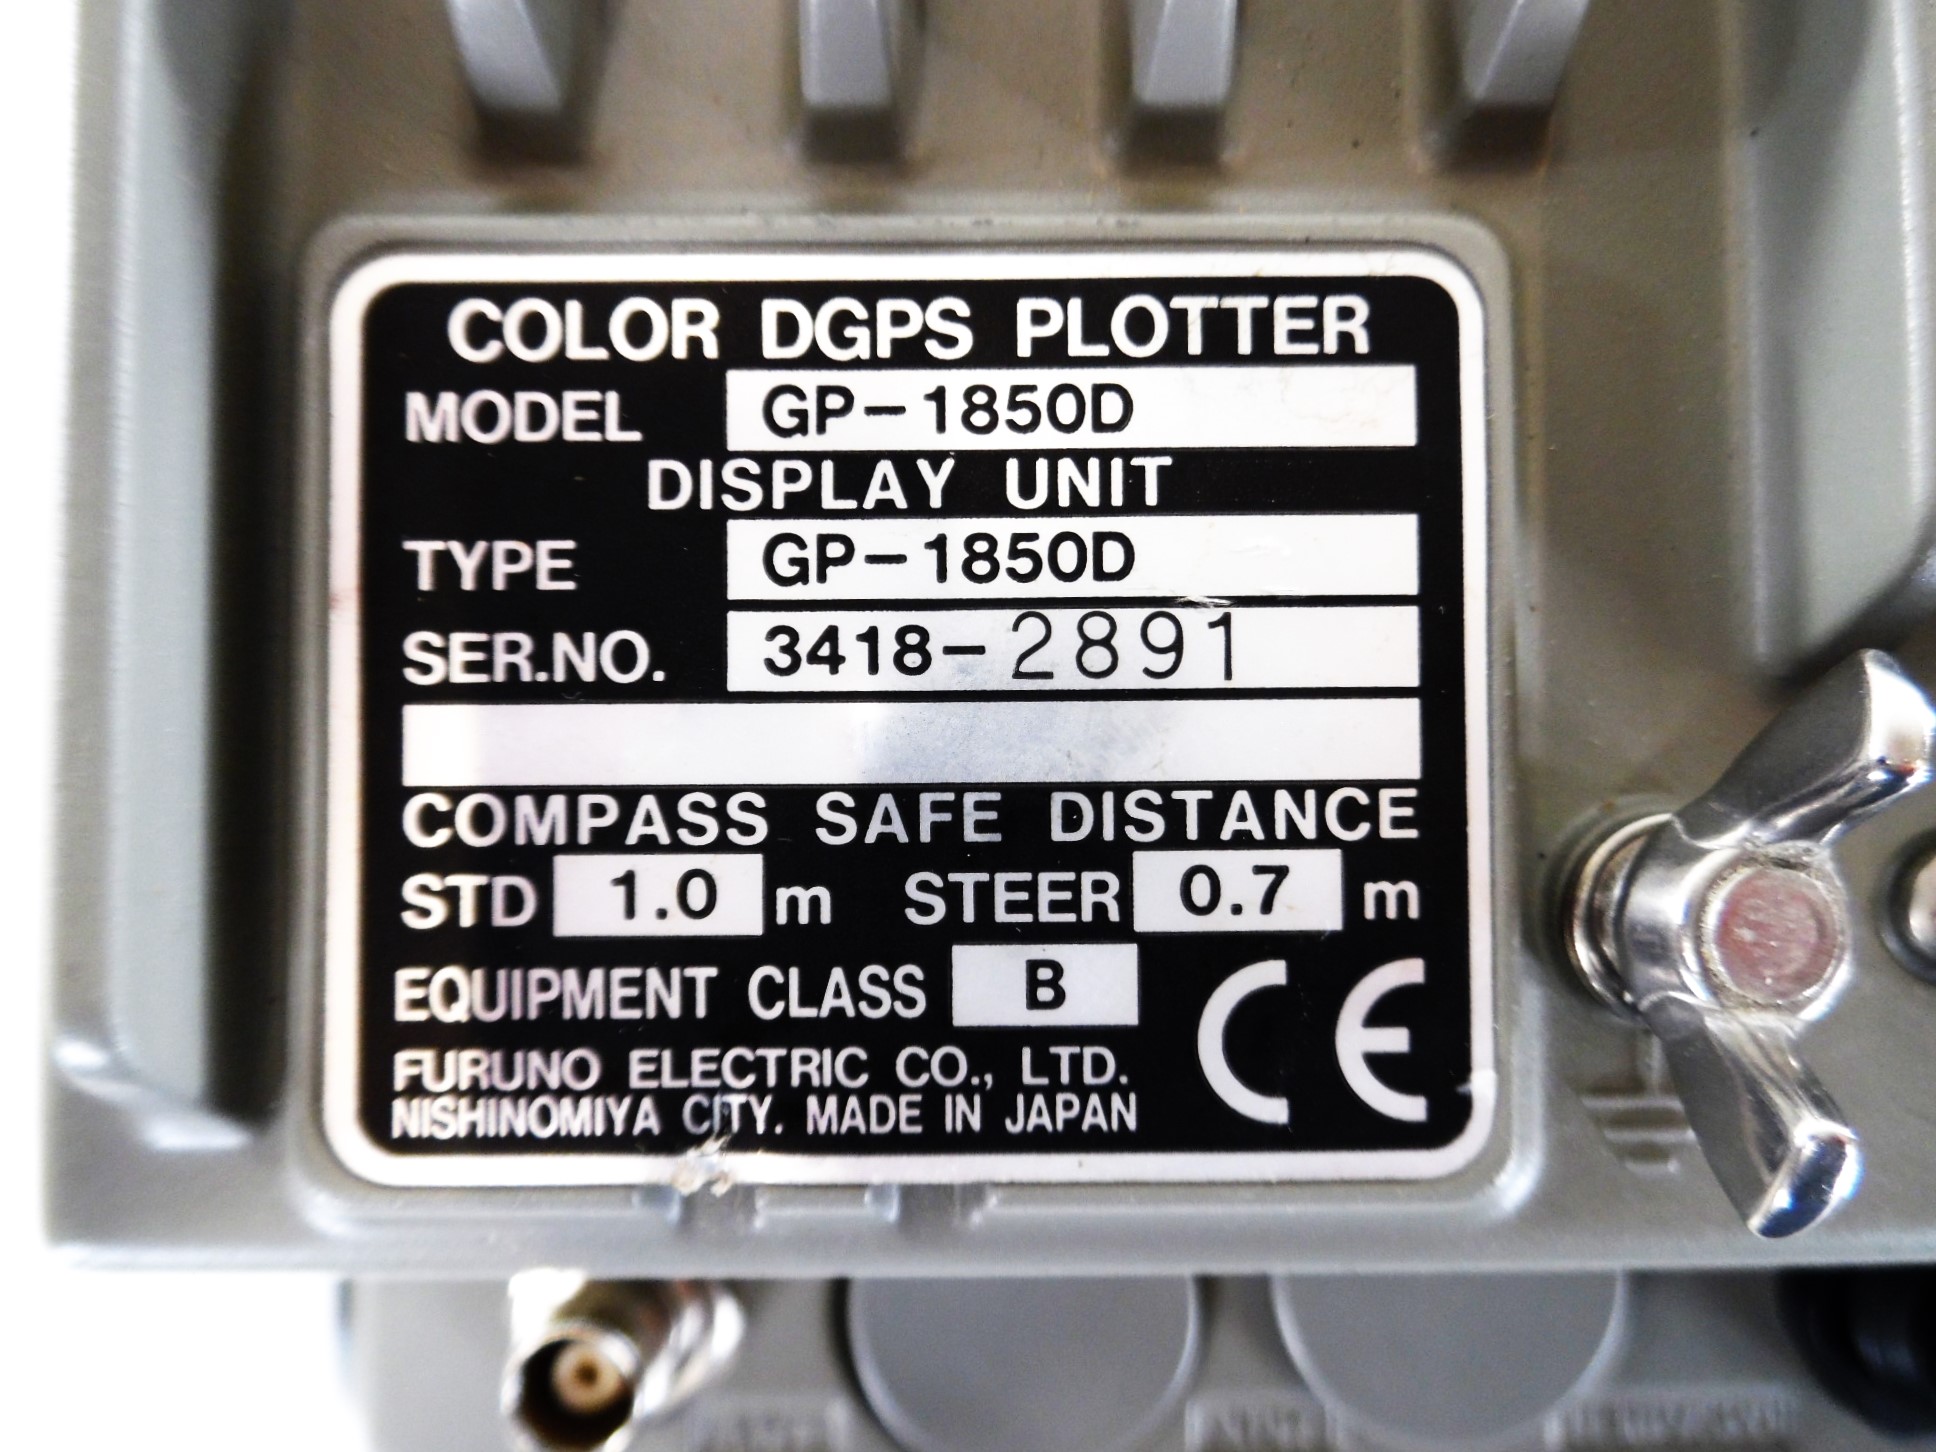 COLOR DGPS PLOTTER
MODEL GP-1850D
DISPLAY UNIT
TYPE GP-1850D
SER.NO. 3418-2891
COMPASS SAFE DISTANCE
STD 1.0 m STEER 0.7 m
EQUIPMENT CLASS B
CE
FURUNO ELECTRIC CO., LTD.
NISHINOMIYA CITY. MADE IN JAPAN